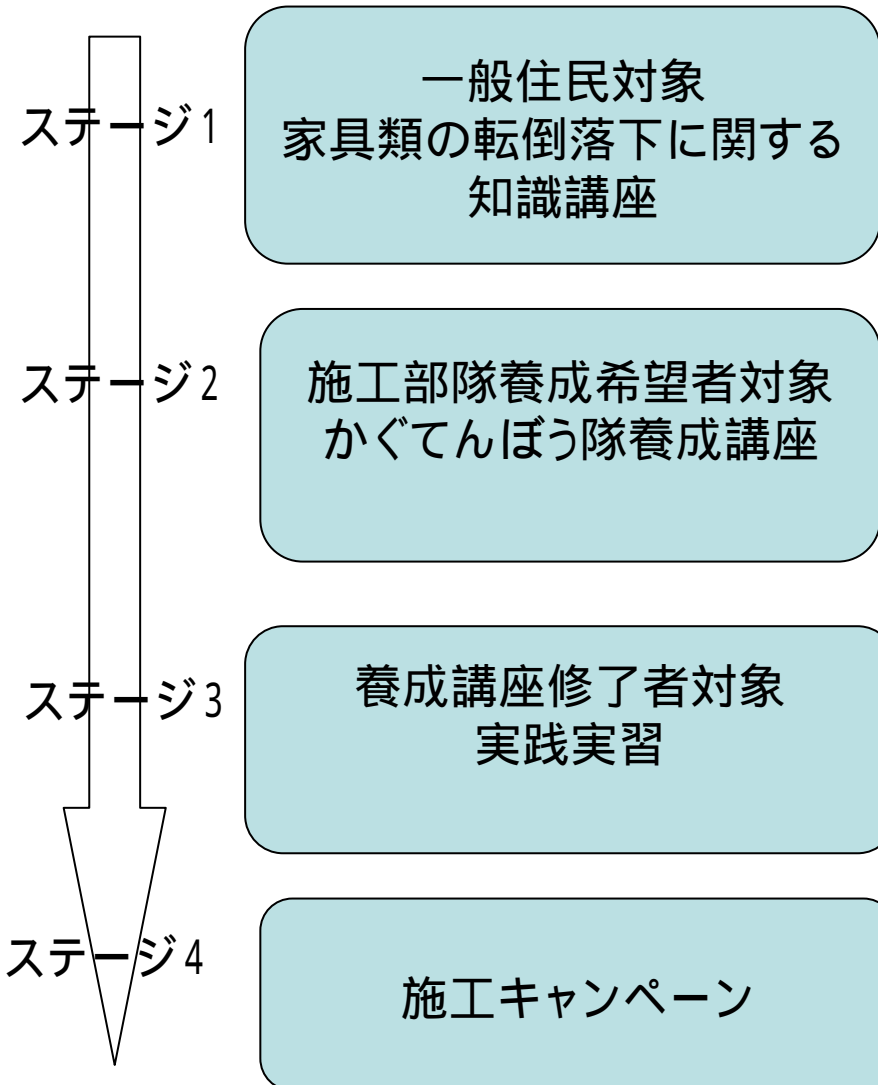 ステージ1
一般住民対象
家具類の転倒落下に関する
知識講座
ステージ2
施工部隊養成希望者対象
かぐてんぼう隊養成講座
ステージ3
養成講座修了者対象
実践実習
ステージ4
施工キャンペーン